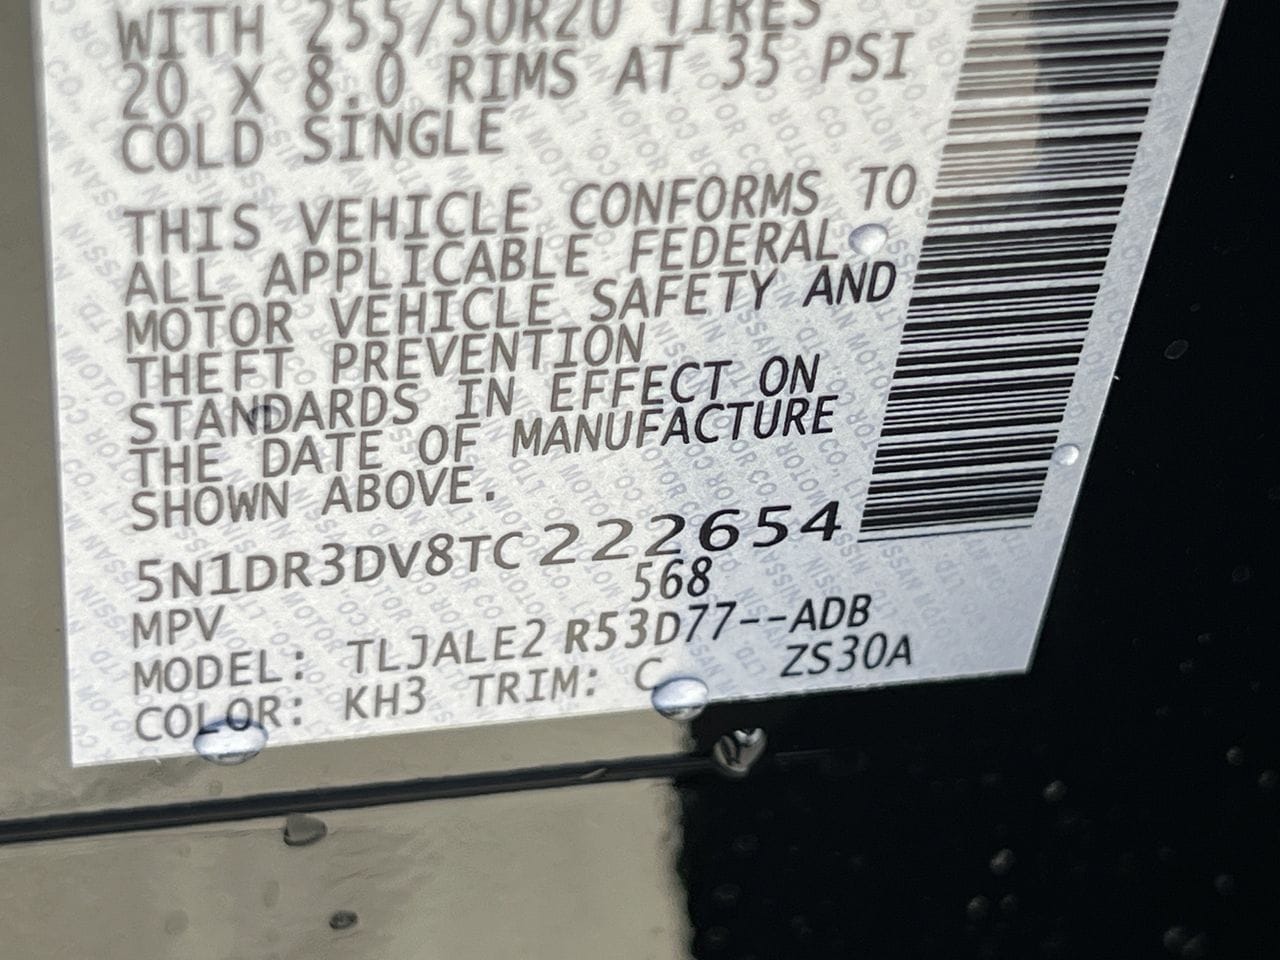 WITH 255/50R20 TIRES
20 X 8.0 RIMS AT 35 PSI
COLD SINGLE
THIS VEHICLE CONFORMS TO
ALL APPLICABLE FEDERAL
MOTOR VEHICLE SAFETY AND
THEFT PREVENTION
STANDARDS IN EFFECT ON
THE DATE OF MANUFACTURE
SHOWN ABOVE.
5N1DR3DV8TC222654
568
MPV
MODEL: TLJALE2 R53D77--ADB
COLOR: KH3 TRIM: C ZS30A